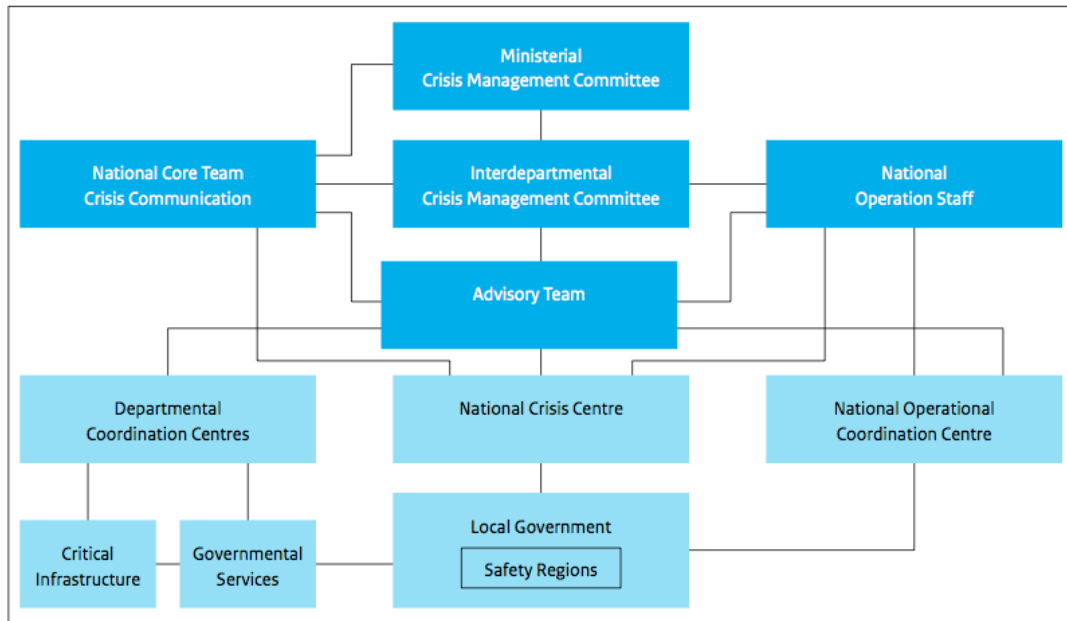 Ministerial
Crisis Management Committee
National Core Team
Crisis Communication
Interdepartmental
Crisis Management Committee
National
Operation Staff
Advisory Team
Departmental
Coordination Centres
National Crisis Centre
National Operational
Coordination Centre
Critical
Infrastructure
Governmental
Services
Local Government
Safety Regions